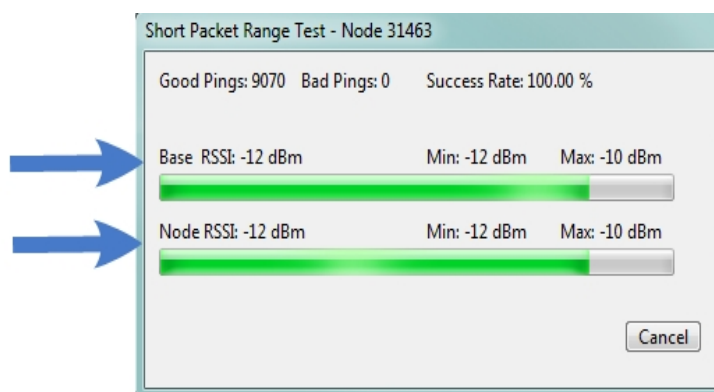 Short Packet Range Test - Node 31463
Good Pings: 9070 Bad Pings: 0 Success Rate: 100.00 %
Base RSSI: -12 dBm Min: -12 dBm Max: -10 dBm
Node RSSI: -12 dBm Min: -12 dBm Max: -10 dBm
Cancel